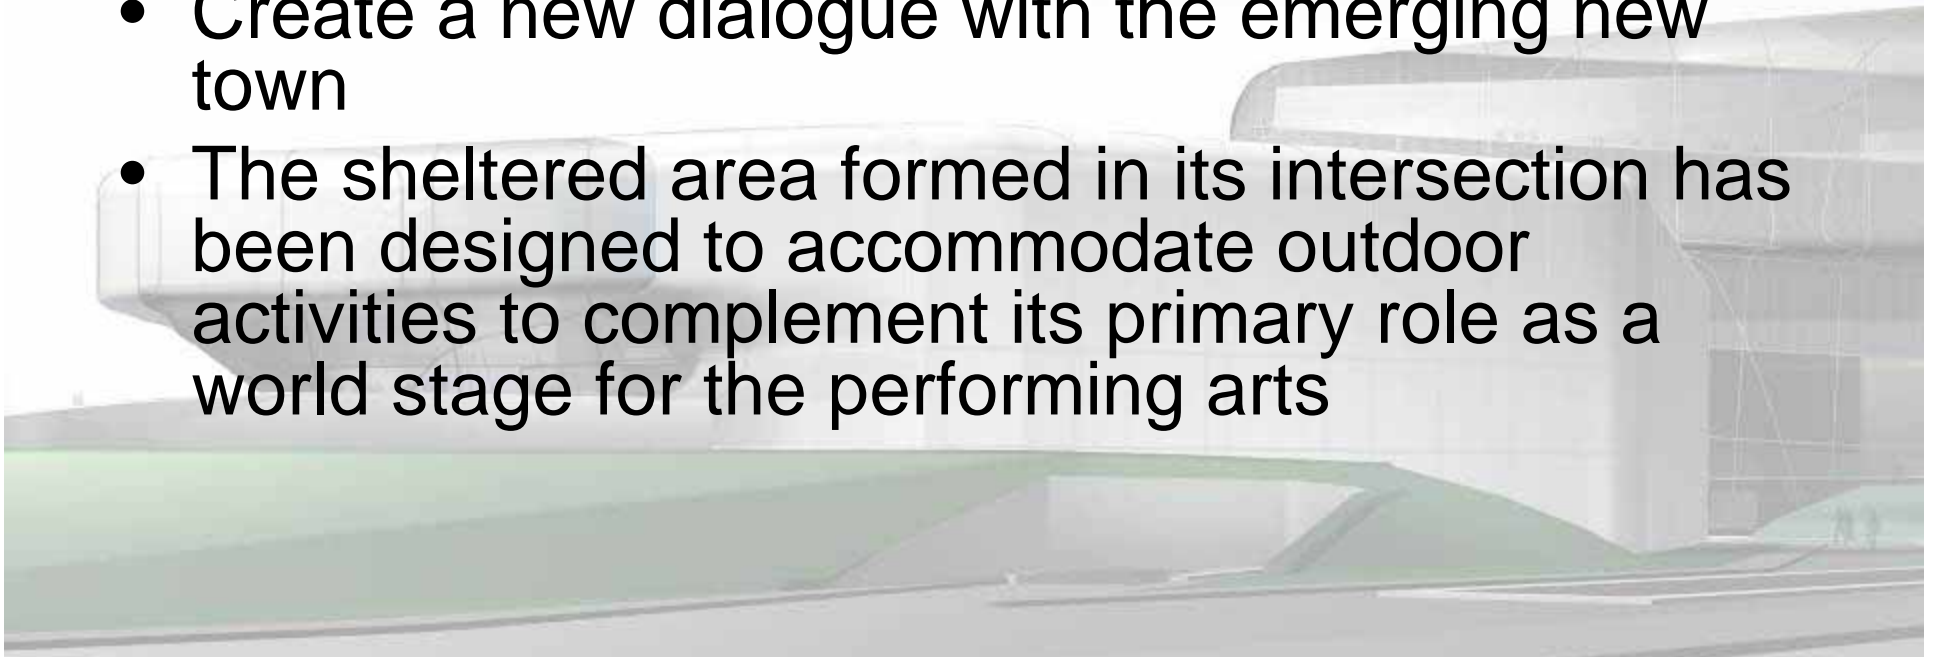 • Create a new dialogue with the emerging new
town
• The sheltered area formed in its intersection has
been designed to accommodate outdoor
activities to complement its primary role as a
world stage for the performing arts